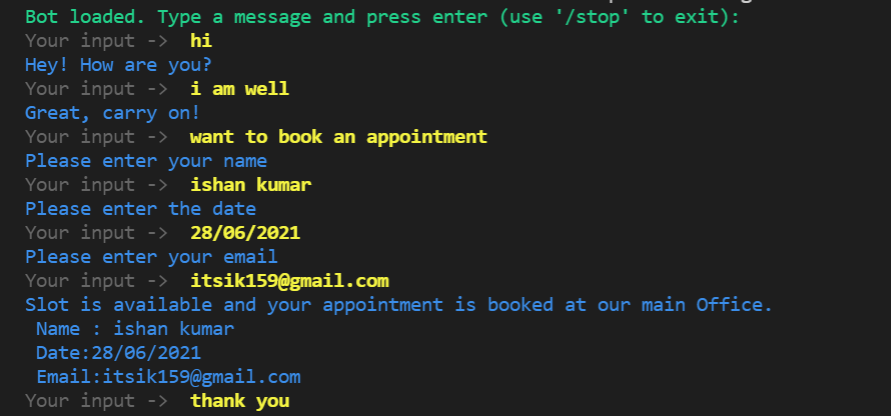 Bot loaded. Type a message and press enter (use '/stop' to exit):
Your input -> hi
Hey! How are you?
Your input -> i am well
Great, carry on!
Your input -> want to book an appointment
Please enter your name
Your input -> ishan kumar
Please enter the date
Your input -> 28/06/2021
Please enter your email
Your input -> itsik159@gmail.com
Slot is available and your appointment is booked at our main Office.
Name : ishan kumar
Date:28/06/2021
Email:itsik159@gmail.com
Your input -> thank you